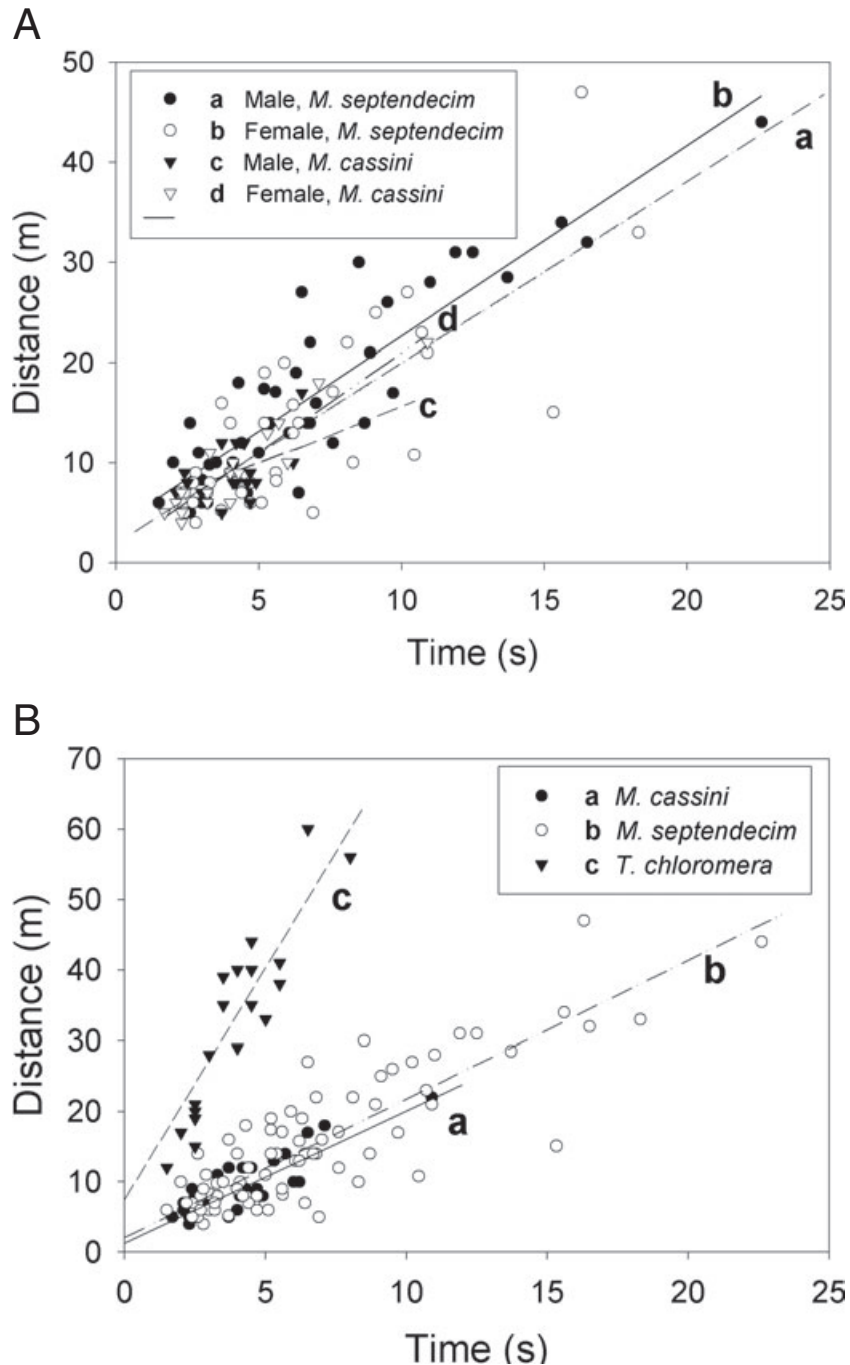 A
50
40
30
20
10
0
Distance (m)
a Male, M. septendecim
b Female, M. septendecim
c Male, M. cassini
d Female, M. cassini
b
a
d
c
0 5 10 15 20 25
Time (s)
B
70
60
50
40
30
20
10
0
Distance (m)
a M. cassini
b M. septendecim
c T. chloromera
c
b
a
0 5 10 15 20 25
Time (s)